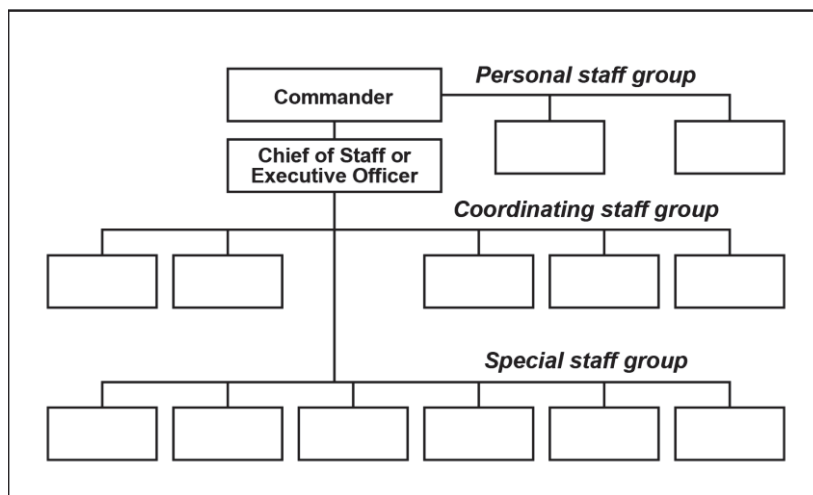 Personal staff group
Commander
Chief of Staff or
Executive Officer
Coordinating staff group
Special staff group